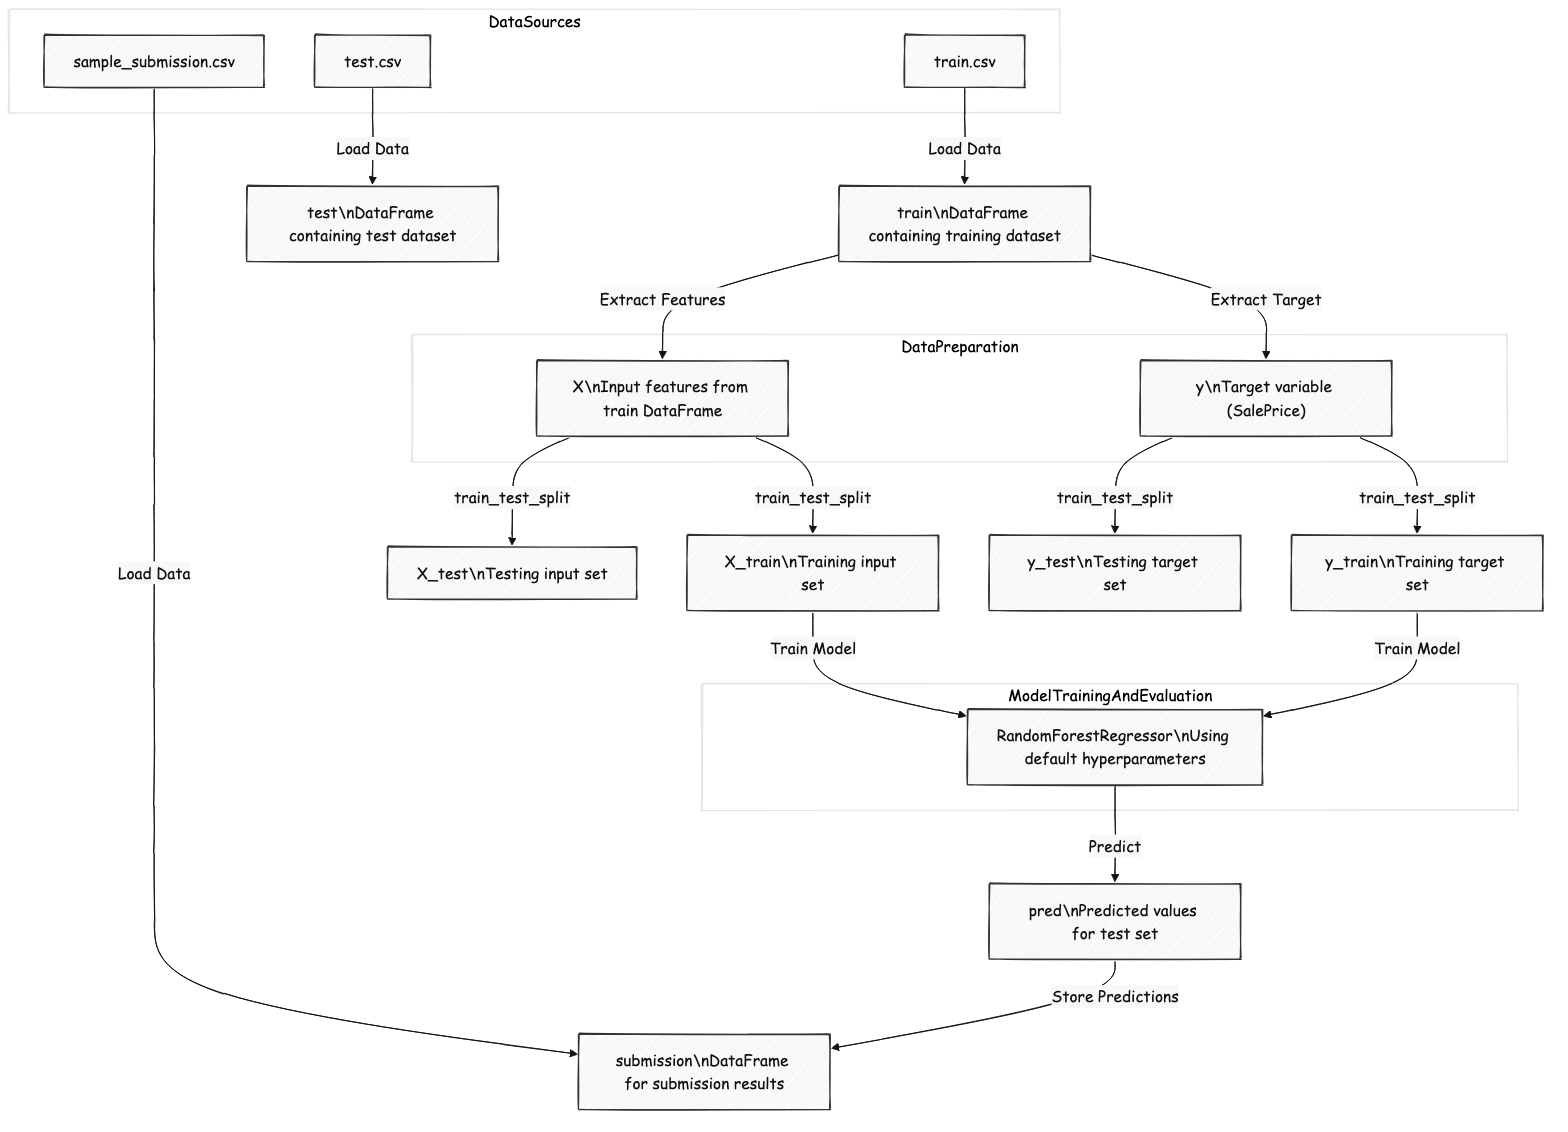 DataSources
sample_submission.csv
test.csv
train.csv
Load Data
Load Data
test\nDataFrame
containing test dataset
train\nDataFrame
containing training dataset
Extract Features
Extract Target
DataPreparation
X\nInput features from
train DataFrame
y\nTarget variable
(SalePrice)
train_test_split
train_test_split
train_test_split
train_test_split
Load Data
X_test\nTesting input set
X_train\nTraining input
set
y_test\nTesting target
set
y_train\nTraining target
set
Train Model
Train Model
ModelTrainingAndEvaluation
RandomForestRegressor\nUsing
default hyperparameters
Predict
pred\nPredicted values
for test set
Store Predictions
submission\nDataFrame
for submission results